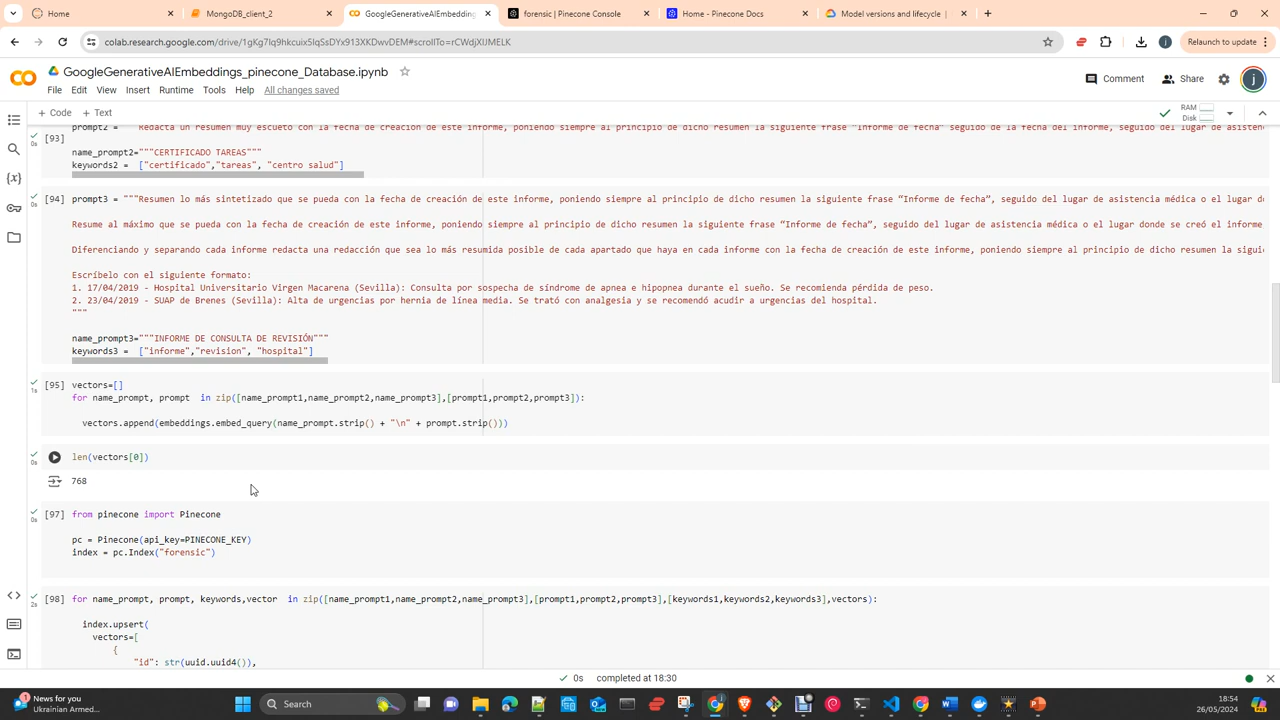 Home
MongoDB_client_2
GoogleGenerativeAIEmbedding
forensic | Pinecone Console
Home - Pinecone Docs
Model versions and lifecycle |
colab.research.google.com/drive/
Relaunch to update
CO
GoogleGenerativeAIEmbeddings_pinecone_Database.ipynb
Comment
Share
File Edit View Insert Runtime Tools Help All changes saved
+ Code + Text
RAM
Disk
[93]
prompt2 = "Redacta un resumen muy escueto con la fecha de creación de este informe, poniendo siempre al principio de dicho resumen la siguiente frase "Informe de fecha" seguido de la fecha del informe, seguido del lugar de asisten
name_prompt2="""CERTIFICADO TAREAS"""
keywords2 = ["certificado","tareas", "centro salud"]
[94] prompt3 = """Resumen lo más sintetizado que se pueda con la fecha de creación de este informe, poniendo siempre al principio de dicho resumen la siguiente frase “Informe de fecha”, seguido del lugar de asistencia médica o el lugar d
Resume al máximo que se pueda con la fecha de creación de este informe, poniendo siempre al principio de dicho resumen la siguiente frase “Informe de fecha”, seguido del lugar de asistencia médica o el lugar donde se creó el informe
Diferenciando y separando cada informe redacta una redacción que sea lo más resumida posible de cada apartado que haya en cada informe con la fecha de creación de este informe, poniendo siempre al principio de dicho resumen la sigui
Escríbelo con el siguiente formato:
1. 17/04/2019 - Hospital Universitario Virgen Macarena (Sevilla): Consulta por sospecha de síndrome de apnea e hipopnea durante el sueño. Se recomienda pérdida de peso.
2. 23/04/2019 - SUAP de Brenes (Sevilla): Alta de urgencias por hernia de línea media. Se trató con analgesia y se recomendó acudir a urgencias del hospital.
"""
name_prompt3="""INFORME DE CONSULTA DE REVISIÓN"""
keywords3 = ["informe","revision", "hospital"]
[95] vectors=[]
for name_prompt, prompt in zip([name_prompt1,name_prompt2,name_prompt3],[prompt1,prompt2,prompt3]):
vectors.append(embeddings.embed_query(name_prompt.strip() + "\n" + prompt.strip()))
len(vectors[0])
768
[97] from pinecone import Pinecone
pc = Pinecone(api_key=PINECONE_KEY)
index = pc.Index("forensic")
[98] for name_prompt, prompt, keywords,vector in zip([name_prompt1,name_prompt2,name_prompt3],[prompt1,prompt2,prompt3],[keywords1,keywords2,keywords3],vectors):
index.upsert(
vectors=[
{
"id": str(uuid.uuid4()),
0s completed at 18:30
News for you
Ukrainian Armed...
Search
18:54
26/05/2024